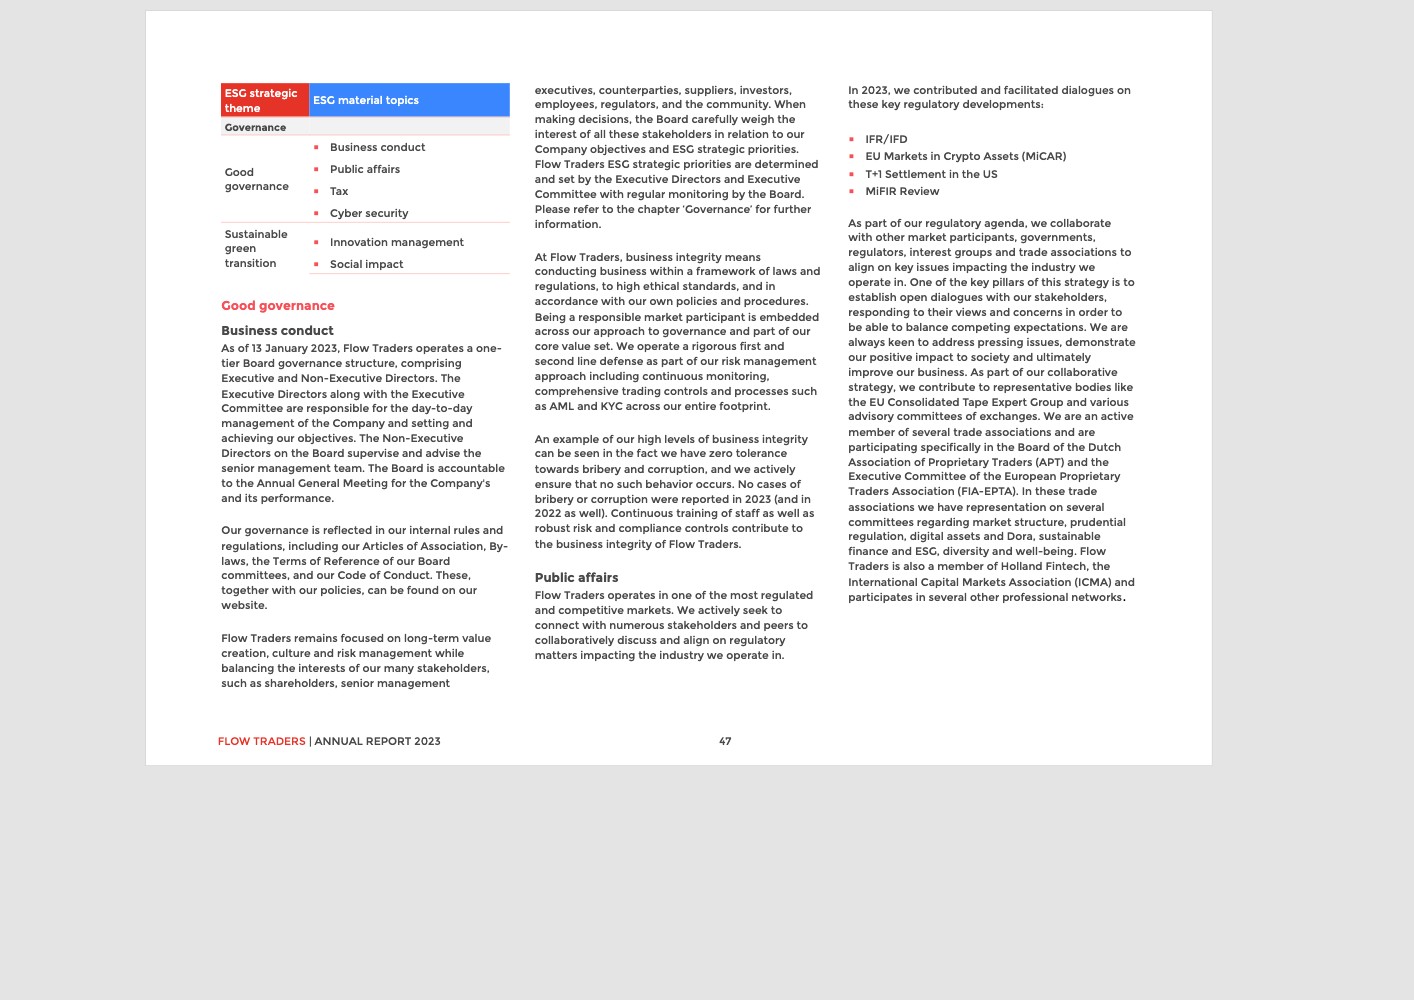 ESG strategic
theme
ESG material topics
Governance
Good
governance
Business conduct
Public affairs
Tax
Cyber security
Sustainable
green
transition
Innovation management
Social impact
Good governance
Business conduct
As of 13 January 2023, Flow Traders operates a one-
tier Board governance structure, comprising
Executive and Non-Executive Directors. The
Executive Directors along with the Executive
Committee are responsible for the day-to-day
management of the Company and setting and
achieving our objectives. The Non-Executive
Directors on the Board supervise and advise the
senior management team. The Board is accountable
to the Annual General Meeting for the Company's
and its performance.
Our governance is reflected in our internal rules and
regulations, including our Articles of Association, By-
laws, the Terms of Reference of our Board
committees, and our Code of Conduct. These,
together with our policies, can be found on our
website.
Flow Traders remains focused on long-term value
creation, culture and risk management while
balancing the interests of our many stakeholders,
such as shareholders, senior management
executives, counterparties, suppliers, investors,
employees, regulators, and the community. When
making decisions, the Board carefully weigh the
interest of all these stakeholders in relation to our
Company objectives and ESG strategic priorities.
Flow Traders ESG strategic priorities are determined
and set by the Executive Directors and Executive
Committee with regular monitoring by the Board.
Please refer to the chapter ‘Governance’ for further
information.
At Flow Traders, business integrity means
conducting business within a framework of laws and
regulations, to high ethical standards, and in
accordance with our own policies and procedures.
Being a responsible market participant is embedded
across our approach to governance and part of our
core value set. We operate a rigorous first and
second line defense as part of our risk management
approach including continuous monitoring,
comprehensive trading controls and processes such
as AML and KYC across our entire footprint.
An example of our high levels of business integrity
can be seen in the fact we have zero tolerance
towards bribery and corruption, and we actively
ensure that no such behavior occurs. No cases of
bribery or corruption were reported in 2023 (and in
2022 as well). Continuous training of staff as well as
robust risk and compliance controls contribute to
the business integrity of Flow Traders.
Public affairs
Flow Traders operates in one of the most regulated
and competitive markets. We actively seek to
connect with numerous stakeholders and peers to
collaboratively discuss and align on regulatory
matters impacting the industry we operate in.
In 2023, we contributed and facilitated dialogues on
these key regulatory developments:
IFR/IFD
EU Markets in Crypto Assets (MiCAR)
T+1 Settlement in the US
MiFIR Review
As part of our regulatory agenda, we collaborate
with other market participants, governments,
regulators, interest groups and trade associations to
align on key issues impacting the industry we
operate in. One of the key pillars of this strategy is to
establish open dialogues with our stakeholders,
responding to their views and concerns in order to
be able to balance competing expectations. We are
always keen to address pressing issues, demonstrate
our positive impact to society and ultimately
improve our business. As part of our collaborative
strategy, we contribute to representative bodies like
the EU Consolidated Tape Expert Group and various
advisory committees of exchanges. We are an active
member of several trade associations and are
participating specifically in the Board of the Dutch
Association of Proprietary Traders (APT) and the
Executive Committee of the European Proprietary
Traders Association (FIA-EPTA). In these trade
associations we have representation on several
committees regarding market structure, prudential
regulation, digital assets and Dora, sustainable
finance and ESG, diversity and well-being. Flow
Traders is also a member of Holland Fintech, the
International Capital Markets Association (ICMA) and
participates in several other professional networks.
FLOW TRADERS | ANNUAL REPORT 2023
47